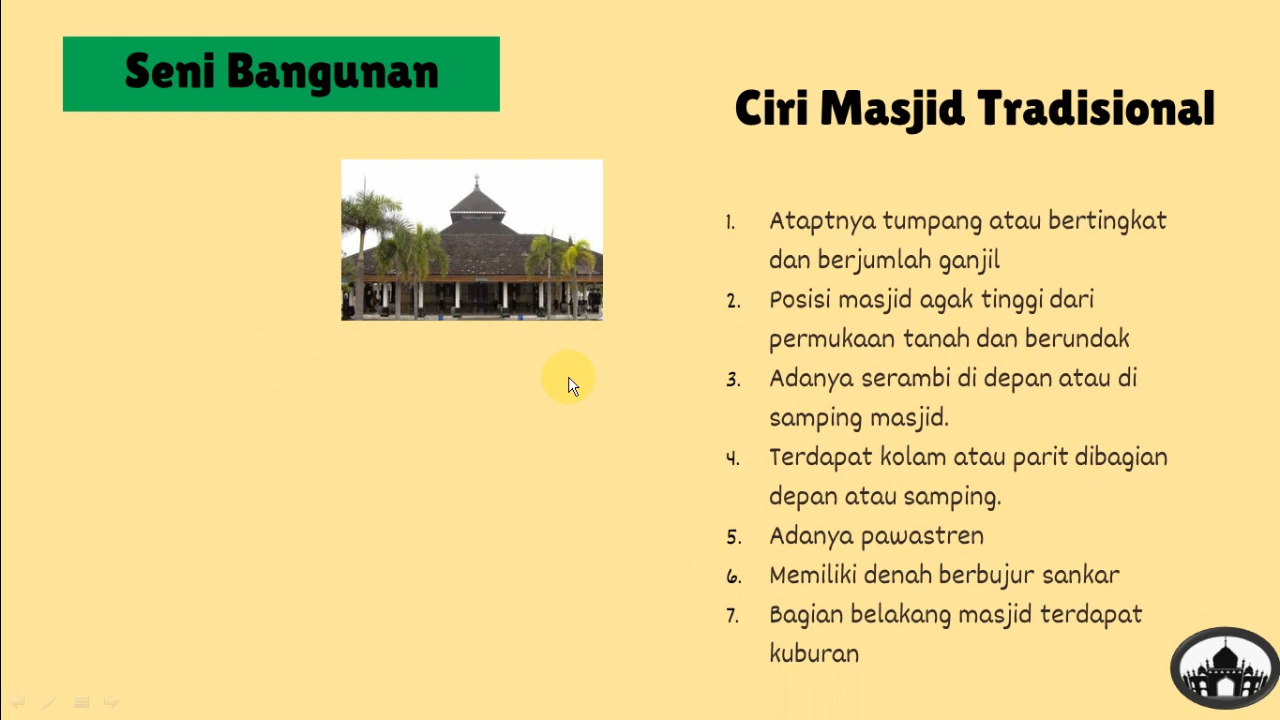 Seni Bangunan
Ciri Masjid Tradisional
1. Ataptnya tumpang atau bertingkat
dan berjumlah ganjil
2. Posisi masjid agak tinggi dari
permukaan tanah dan berundak
3. Adanya serambi di depan atau di
samping masjid.
4. Terdapat kolam atau parit dibagian
depan atau samping.
5. Adanya pawastren
6. Memiliki denah berbujur sankar
7. Bagian belakang masjid terdapat
kuburan